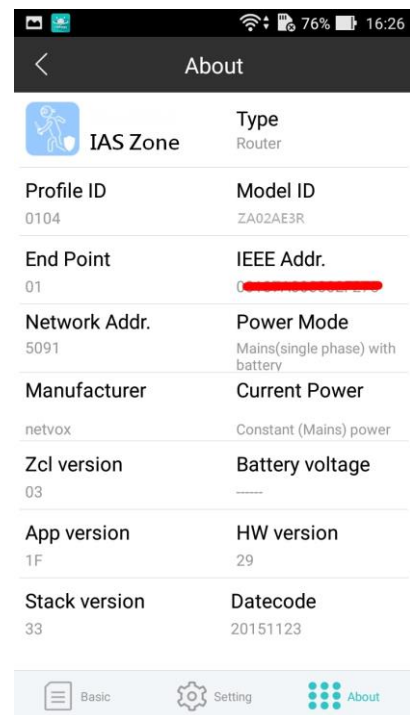 76% 16:26
About
IAS Zone
Type
Router
Profile ID
0104
Model ID
ZA02AE3R
End Point
01
IEEE Addr.
Network Addr.
5091
Power Mode
Mains(single phase) with
battery
Manufacturer
netvox
Current Power
Constant (Mains) power
Zcl version
03
Battery voltage
------
App version
1F
HW version
29
Stack version
33
Datecode
20151123
Basic
Setting
About